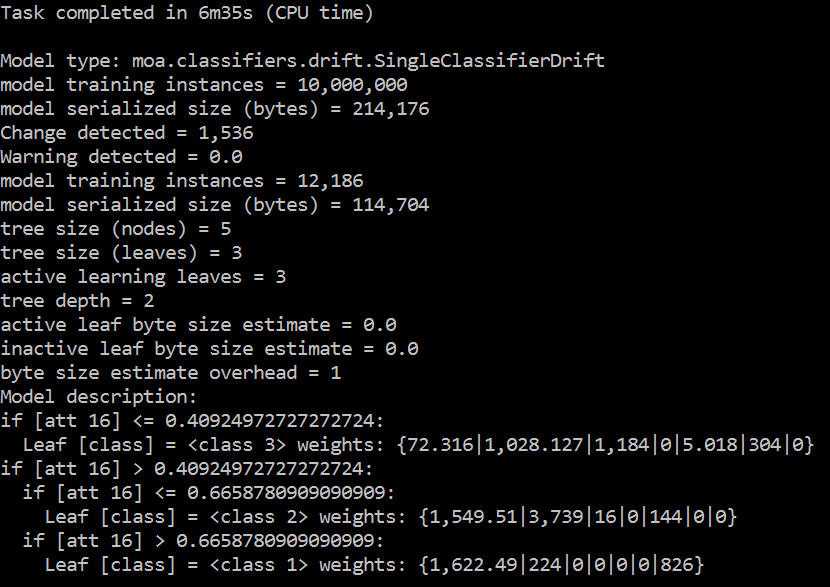 Task completed in 6m35s (CPU time)

Model type: moa.classifiers.drift.SingleClassifierDrift
model training instances = 10,000,000
model serialized size (bytes) = 214,176
Change detected = 1,536
Warning detected = 0.0
model training instances = 12,186
model serialized size (bytes) = 114,704
tree size (nodes) = 5
tree size (leaves) = 3
active learning leaves = 3
tree depth = 2
active leaf byte size estimate = 0.0
inactive leaf byte size estimate = 0.0
byte size estimate overhead = 1
Model description:
if [att 16] <= 0.40924972727272724:
  Leaf [class] = <class 3> weights: {72.316|1,028.127|1,184|0|5.018|304|0}
if [att 16] > 0.40924972727272724:
  if [att 16] <= 0.6658780909090909:
    Leaf [class] = <class 2> weights: {1,549.51|3,739|16|0|144|0|0}
  if [att 16] > 0.6658780909090909:
    Leaf [class] = <class 1> weights: {1,622.49|224|0|0|0|0|826}